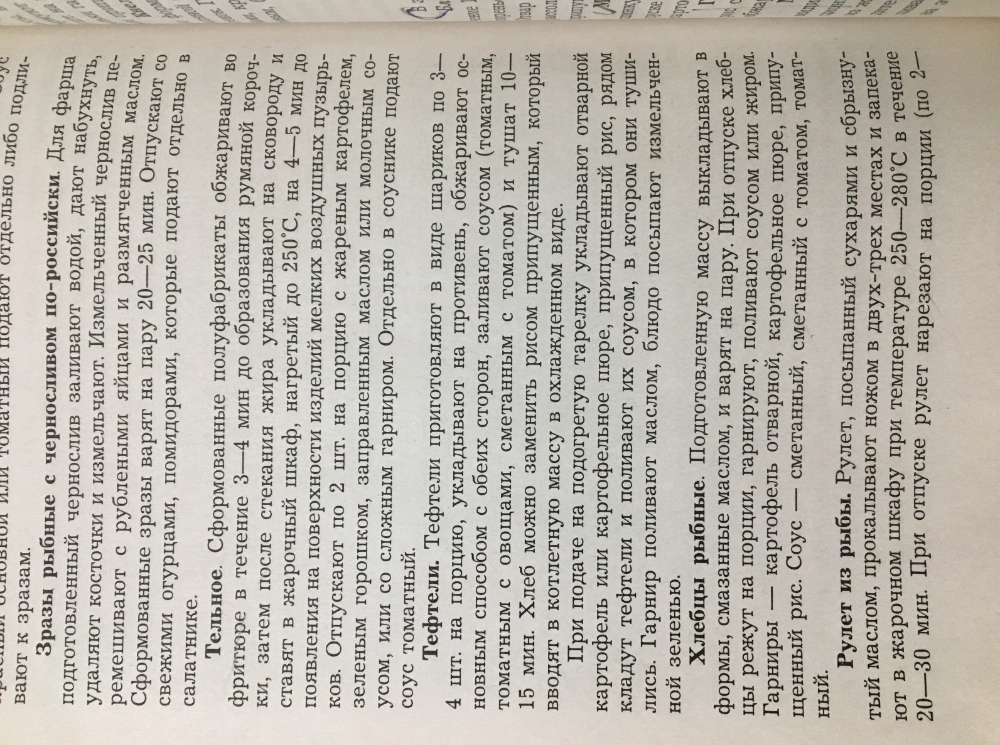 красный основной или томатный подают отдельно либо подли-
вают к зразам.
Зразы рыбные с черносливом по-российски. Для фарша
подготовленный чернослив заливают водой, дают набухнуть,
удаляют косточки и измельчают. Измельченный чернослив пе-
ремешивают с рублеными яйцами и размягченным маслом.
Сформованные зразы варят на пару 20—25 мин. Отпускают со
свежими огурцами, помидорами, которые подают отдельно в
салатнике.
Тельное. Сформованные полуфабрикаты обжаривают во
фритюре в течение 3—4 мин до образования румяной короч-
ки, затем после стекания жира укладывают на сковороду и
ставят в жарочный шкаф, нагретый до 250°С, на 4—5 мин до
появления на поверхности изделий мелких воздушных пузырь-
ков. Отпускают по 2 шт. на порцию с жареным картофелем,
зеленым горошком, заправленным маслом или молочным со-
усом, или со сложным гарниром. Отдельно в соуснике подают
соус томатный.
Тефтели. Тефтели приготовляют в виде шариков по 3—
4 шт. на порцию, укладывают на противень, обжаривают ос-
новным способом с обеих сторон, заливают соусом (томатным,
томатным с овощами, сметанным с томатом) и тушат 10—
15 мин. Хлеб можно заменить рисом припущенным, который
вводят в котлетную массу в охлажденном виде.
При подаче на подогретую тарелку укладывают отварной
картофель или картофельное пюре, припущенный рис, рядом
кладут тефтели и поливают их соусом, в котором они туши-
лись. Гарнир поливают маслом, блюдо посыпают измельчен-
ной зеленью.
Хлебцы рыбные. Подготовленную массу выкладывают в
формы, смазанные маслом, и варят на пару. При отпуске хлеб-
цы режут на порции, гарнируют, поливают соусом или жиром.
Гарниры — картофель отварной, картофельное пюре, припу-
щенный рис. Соус — сметанный, сметанный с томатом, томат-
ный.
Рулет из рыбы. Рулет, посыпанный сухарями и сбрызну-
тый маслом, прокалывают ножом в двух-трех местах и запека-
ют в жарочном шкафу при температуре 250—280°С в течение
20—30 мин. При отпуске рулет нарезают на порции (по 2—